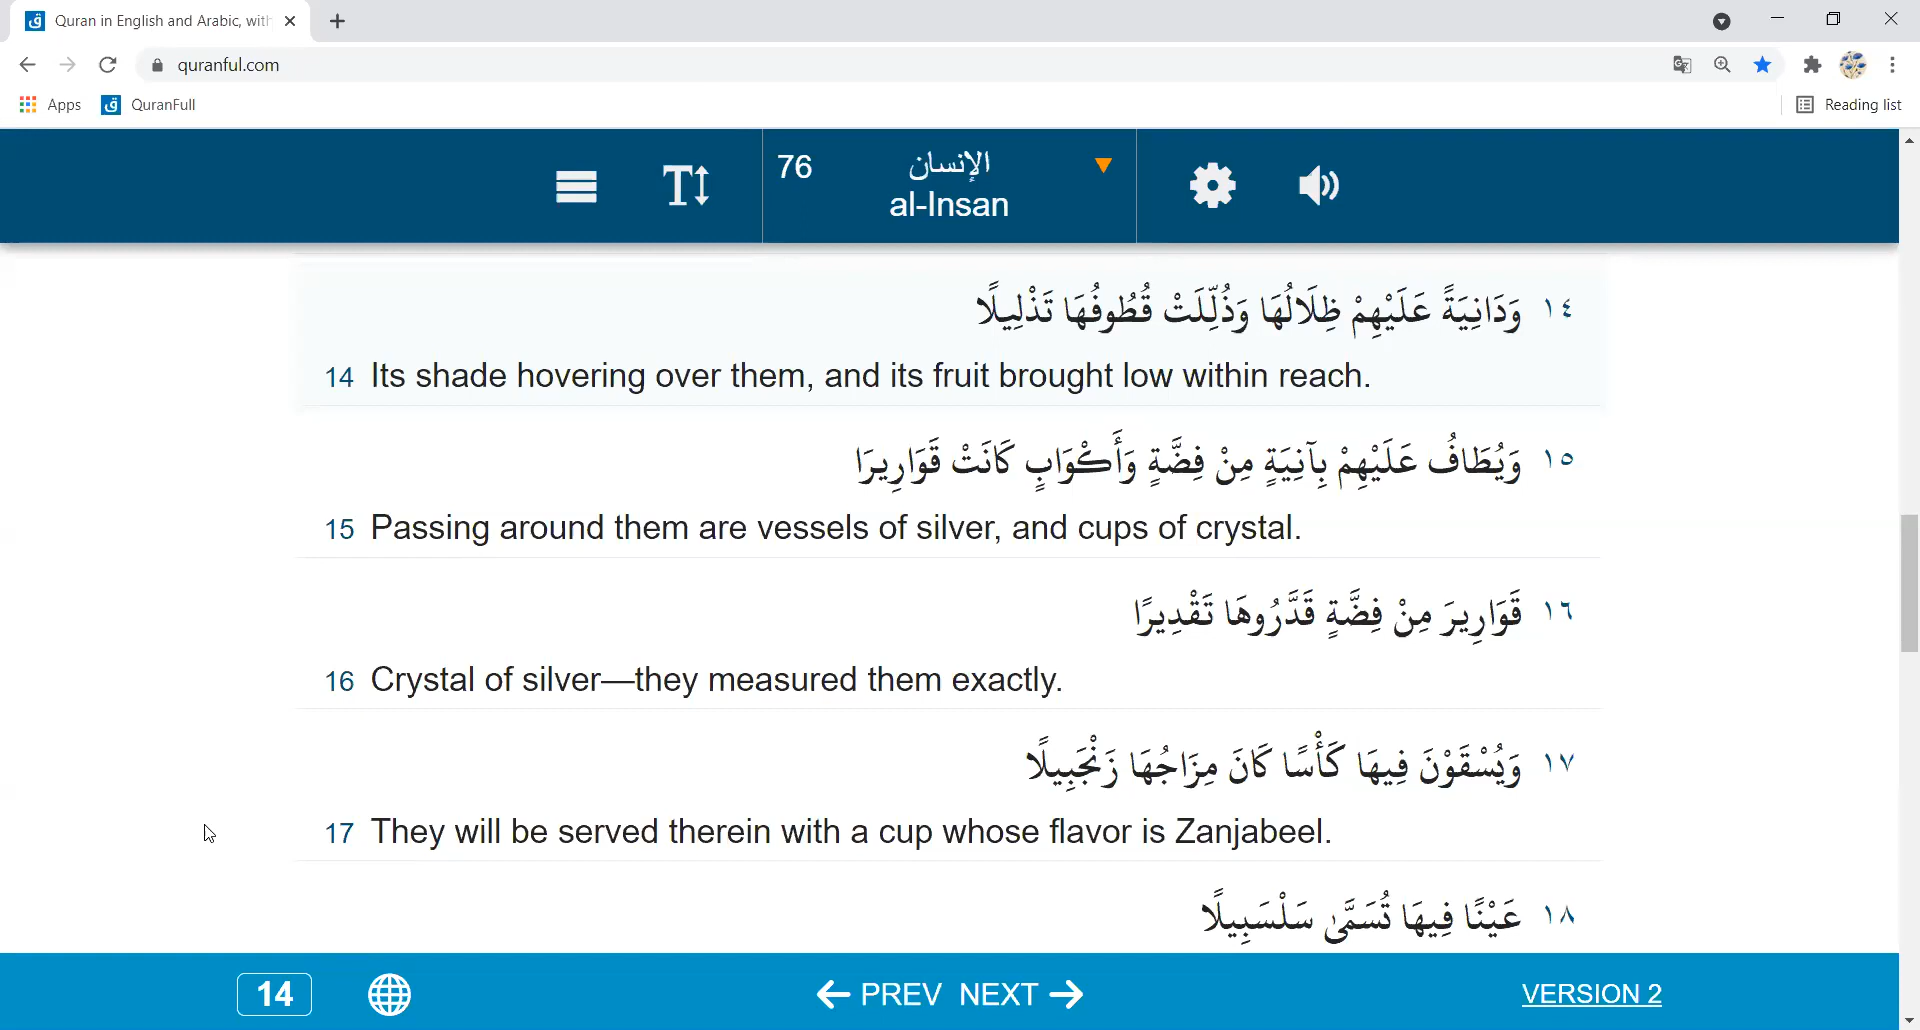 Quran in English and Arabic, with
quranful.com
Apps
QuranFull
Reading list
76
الإنسان
al-Insan
١٤ وَدَانِيَةً عَلَيْهِمْ ظِلَالُهَا وَذُلِّلَتْ قُطُوفُهَا تَذْلِيلًا
14 Its shade hovering over them, and its fruit brought low within reach.
١٥ وَيُطَافُ عَلَيْهِمْ بِآنِيَةٍ مِنْ فِضَّةٍ وَأَكْوَابٍ كَانَتْ قَوَارِيرَا
15 Passing around them are vessels of silver, and cups of crystal.
١٦ قَوَارِيرَ مِنْ فِضَّةٍ قَدَّرُوهَا تَقْدِيرًا
16 Crystal of silver—they measured them exactly.
١٧ وَيُسْقَوْنَ فِيهَا كَأْسًا كَانَ مِزَاجُهَا زَنْجَبِيلًا
17 They will be served therein with a cup whose flavor is Zanjabeel.
١٨ عَيْنًا فِيهَا تُسَمَّىٰ سَلْسَبِيلًا
14
← PREV NEXT →
VERSION 2